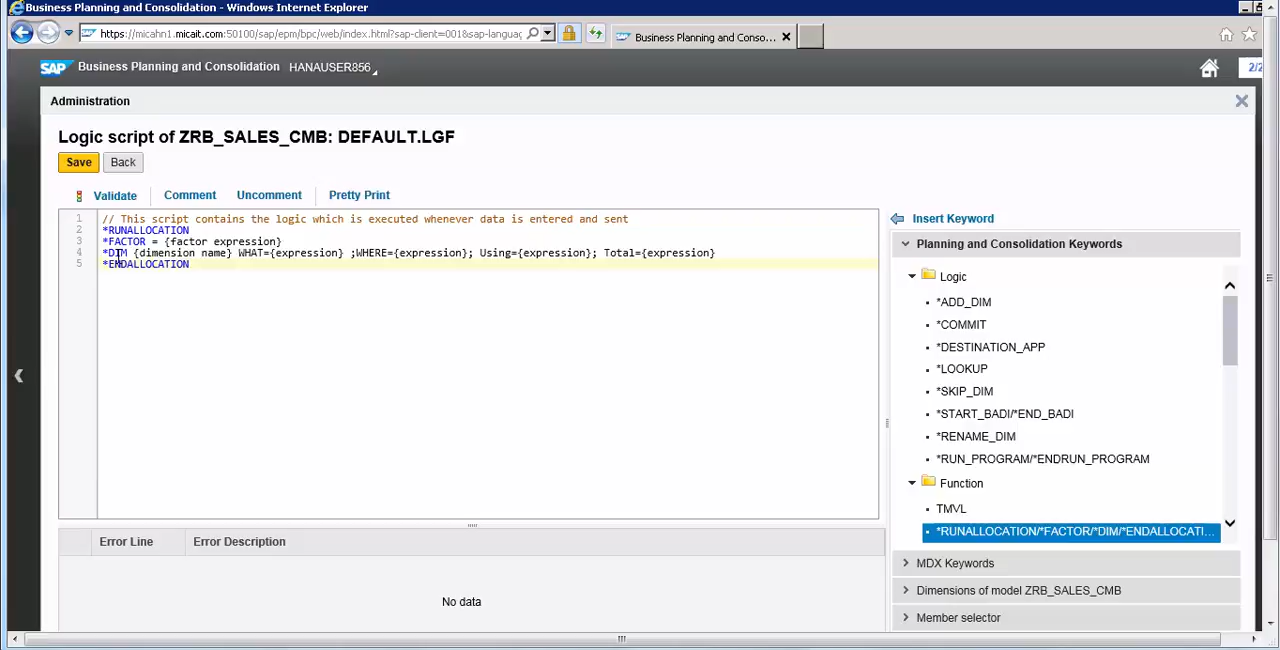 Business Planning and Consolidation - Windows Internet Explorer
https://micahn1.micait.com:50100/sap/epm/bpc/web/index.html?sap-client=001&sap-languag
Business Planning and Conso...
SAP Business Planning and Consolidation HANAUSER856
2/2
Administration
Logic script of ZRB_SALES_CMB: DEFAULT.LGF
Save Back
Validate Comment Uncomment Pretty Print
1 // This script contains the logic which is executed whenever data is entered and sent
2 *RUNALLOCATION
3 *FACTOR = {factor expression}
4 *DIM {dimension name} WHAT={expression} ;WHERE={expression}; Using={expression}; Total={expression}
5 *ENDALLOCATION
Insert Keyword
Planning and Consolidation Keywords
Logic
*ADD_DIM
*COMMIT
*DESTINATION_APP
*LOOKUP
*SKIP_DIM
*START_BADI/*END_BADI
*RENAME_DIM
*RUN_PROGRAM/*ENDRUN_PROGRAM
Function
TMVL
*RUNALLOCATION/*FACTOR/*DIM/*ENDALLOCATI...
MDX Keywords
Dimensions of model ZRB_SALES_CMB
Member selector
Error Line Error Description
No data